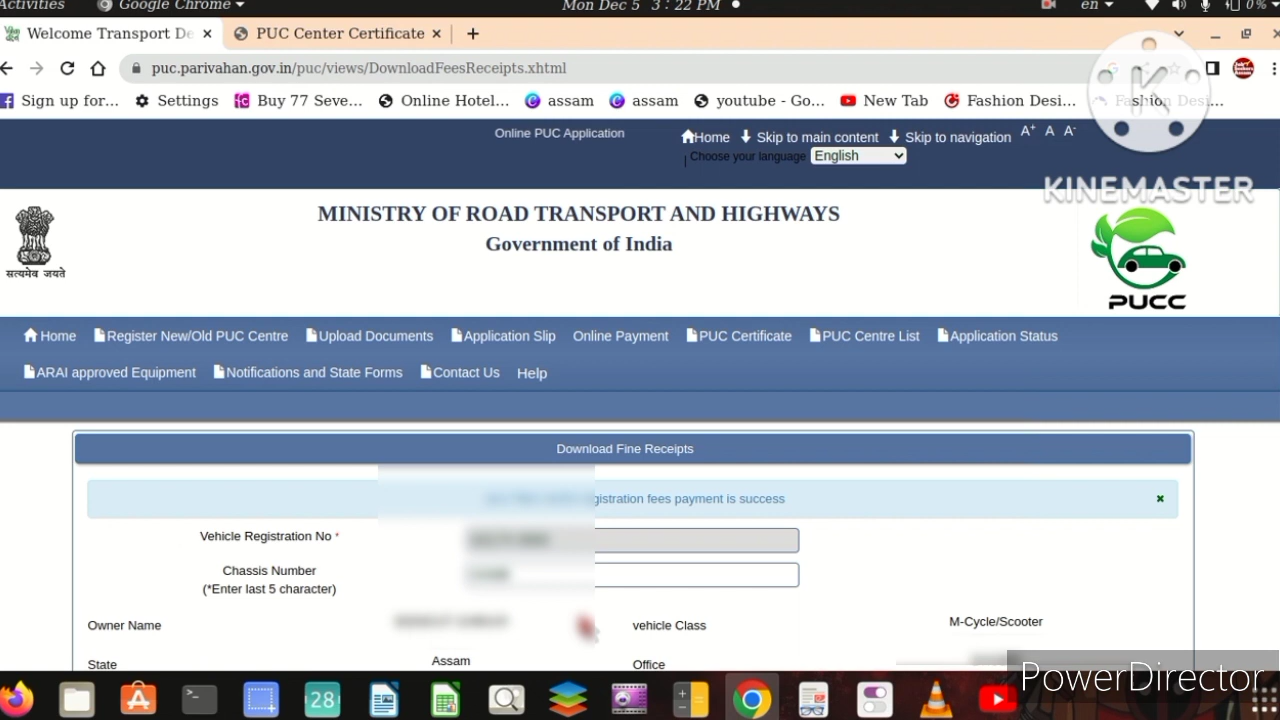 Activities Google Chrome Mon Dec 5 3:22 PM en 0%
Welcome Transport De × PUC Center Certificate × +
puc.parivahan.gov.in/puc/views/DownloadFeesReceipts.xhtml
Sign up for... Settings Buy 77 Seve... Online Hotel... assam assam youtube - Go... New Tab Fashion Desi... Fashion Desi...
Online PUC Application Home Skip to main content Skip to navigation A+ A A-
Choose your language English
KINEMASTER
MINISTRY OF ROAD TRANSPORT AND HIGHWAYS
Government of India
सत्यमेव जयते
PUCC
Home Register New/Old PUC Centre Upload Documents Application Slip Online Payment PUC Certificate PUC Centre List Application Status
ARAI approved Equipment Notifications and State Forms Contact Us Help
Download Fine Receipts
gistration fees payment is success ×
Vehicle Registration No *
Chassis Number
(*Enter last 5 character)
Owner Name vehicle Class M-Cycle/Scooter
State Assam Office
PowerDirector
28